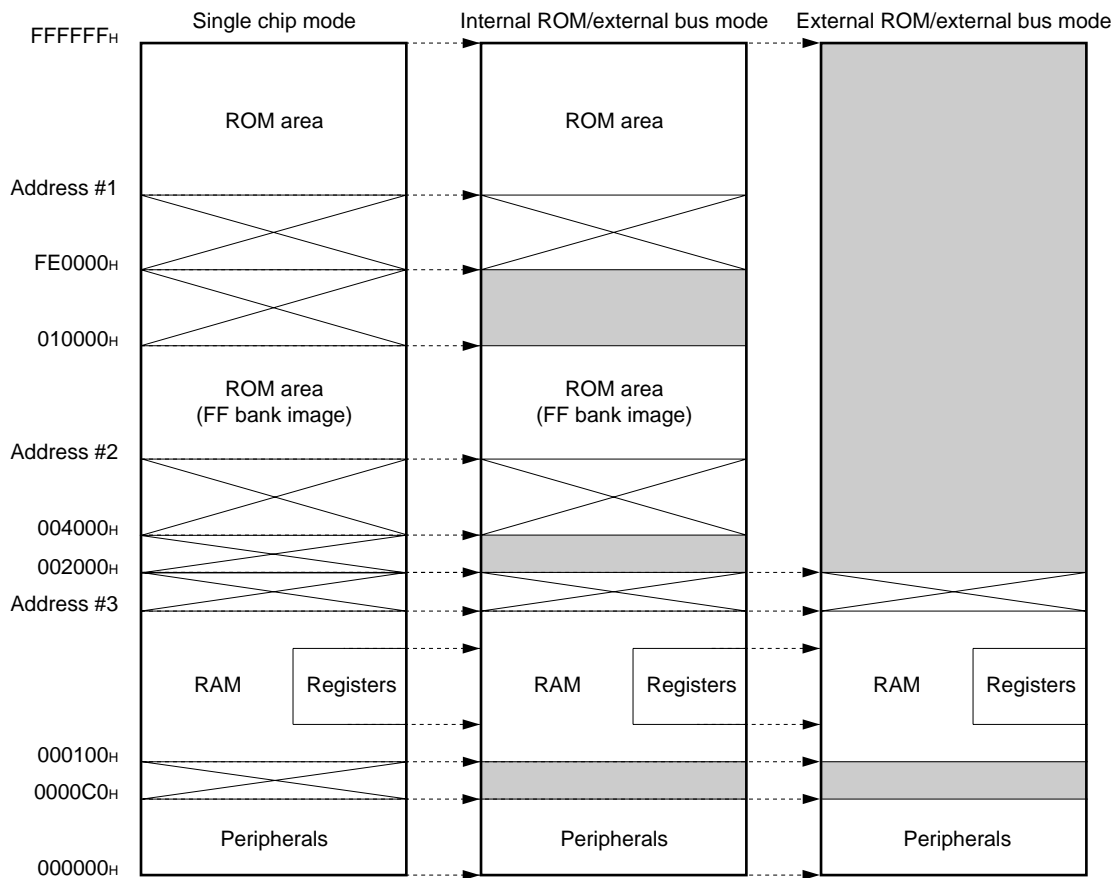 Single chip mode
Internal ROM/external bus mode
External ROM/external bus mode
FFFFFFH
ROM area
ROM area
Address #1
FE0000H
010000H
ROM area
(FF bank image)
ROM area
(FF bank image)
Address #2
004000H
002000H
Address #3
RAM
Registers
RAM
Registers
RAM
Registers
000100H
0000C0H
Peripherals
Peripherals
Peripherals
000000H